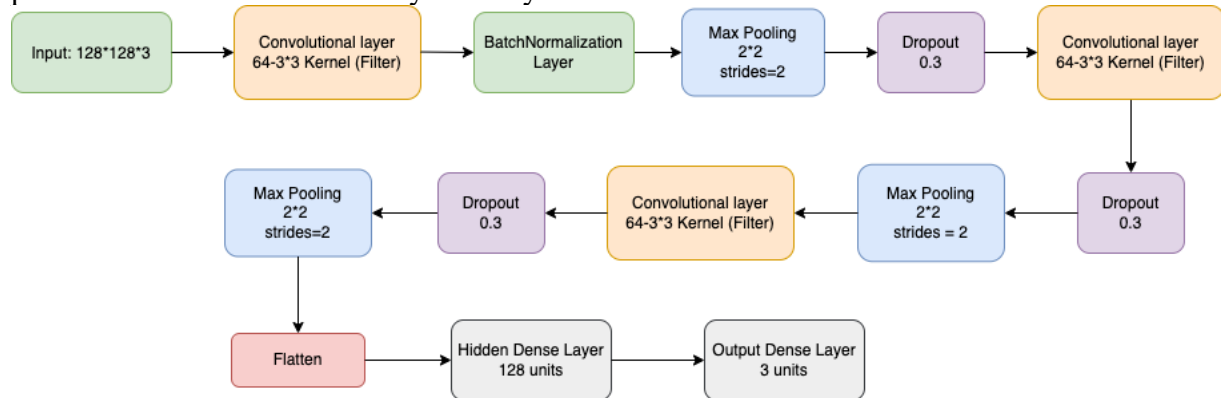 Input: 128*128*3
Convolutional layer
64-3*3 Kernel (Filter)
BatchNormalization
Layer
Max Pooling
2*2
strides=2
Dropout
0.3
Convolutional layer
64-3*3 Kernel (Filter)
Dropout
0.3
Max Pooling
2*2
strides = 2
Convolutional layer
64-3*3 Kernel (Filter)
Dropout
0.3
Max Pooling
2*2
strides=2
Flatten
Hidden Dense Layer
128 units
Output Dense Layer
3 units